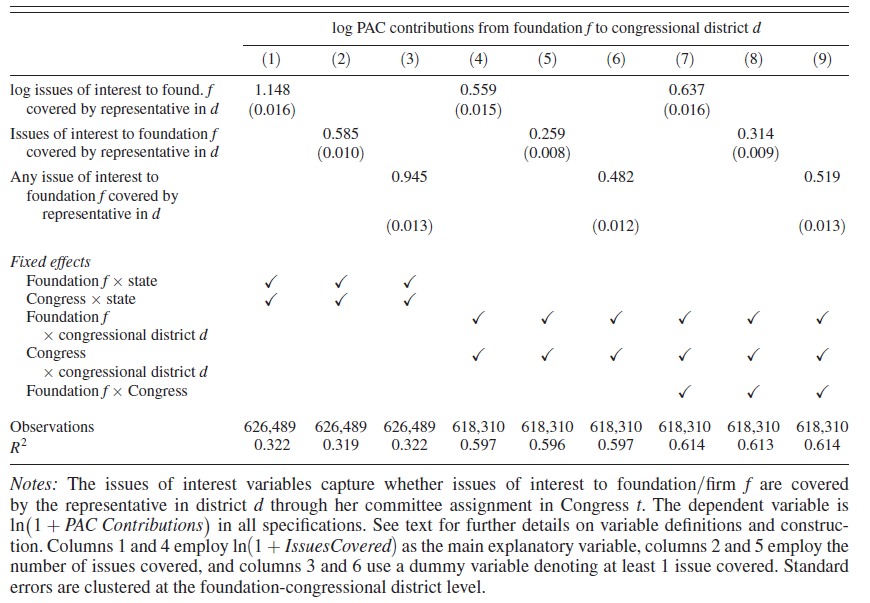 log PAC contributions from foundation f to congressional district d
(1) (2) (3) (4) (5) (6) (7) (8) (9)
log issues of interest to found. f 1.148 0.559 0.637
covered by representative in d (0.016) (0.015) (0.016)
Issues of interest to foundation f 0.585 0.259 0.314
covered by representative in d (0.010) (0.008) (0.009)
Any issue of interest to 0.945 0.482 0.519
foundation f covered by
representative in d
(0.013) (0.012) (0.013)
Fixed effects
Foundation f × state ✓ ✓ ✓
Congress × state ✓ ✓ ✓
Foundation f ✓ ✓ ✓ ✓ ✓ ✓
× congressional district d
Congress ✓ ✓ ✓ ✓ ✓ ✓
× congressional district d
Foundation f × Congress ✓ ✓ ✓
Observations 626,489 626,489 626,489 618,310 618,310 618,310 618,310 618,310 618,310
R² 0.322 0.319 0.322 0.597 0.596 0.597 0.614 0.613 0.614
Notes: The issues of interest variables capture whether issues of interest to foundation/firm f are covered
by the representative in district d through her committee assignment in Congress t. The dependent variable is
ln(1 + PAC Contributions) in all specifications. See text for further details on variable definitions and construc-
tion. Columns 1 and 4 employ ln(1 + IssuesCovered) as the main explanatory variable, columns 2 and 5 employ the
number of issues covered, and columns 3 and 6 use a dummy variable denoting at least 1 issue covered. Standard
errors are clustered at the foundation-congressional district level.